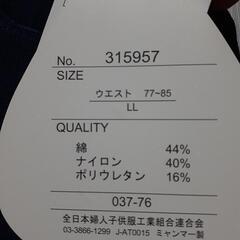 No. 315957
SIZE
ウエスト 77~85
LL
QUALITY
綿 44%
ナイロン 40%
ポリウレタン 16%
037-76
全日本婦人子供服工業組合連合会
03-3866-1299 J-AT0015 ミャンマー製